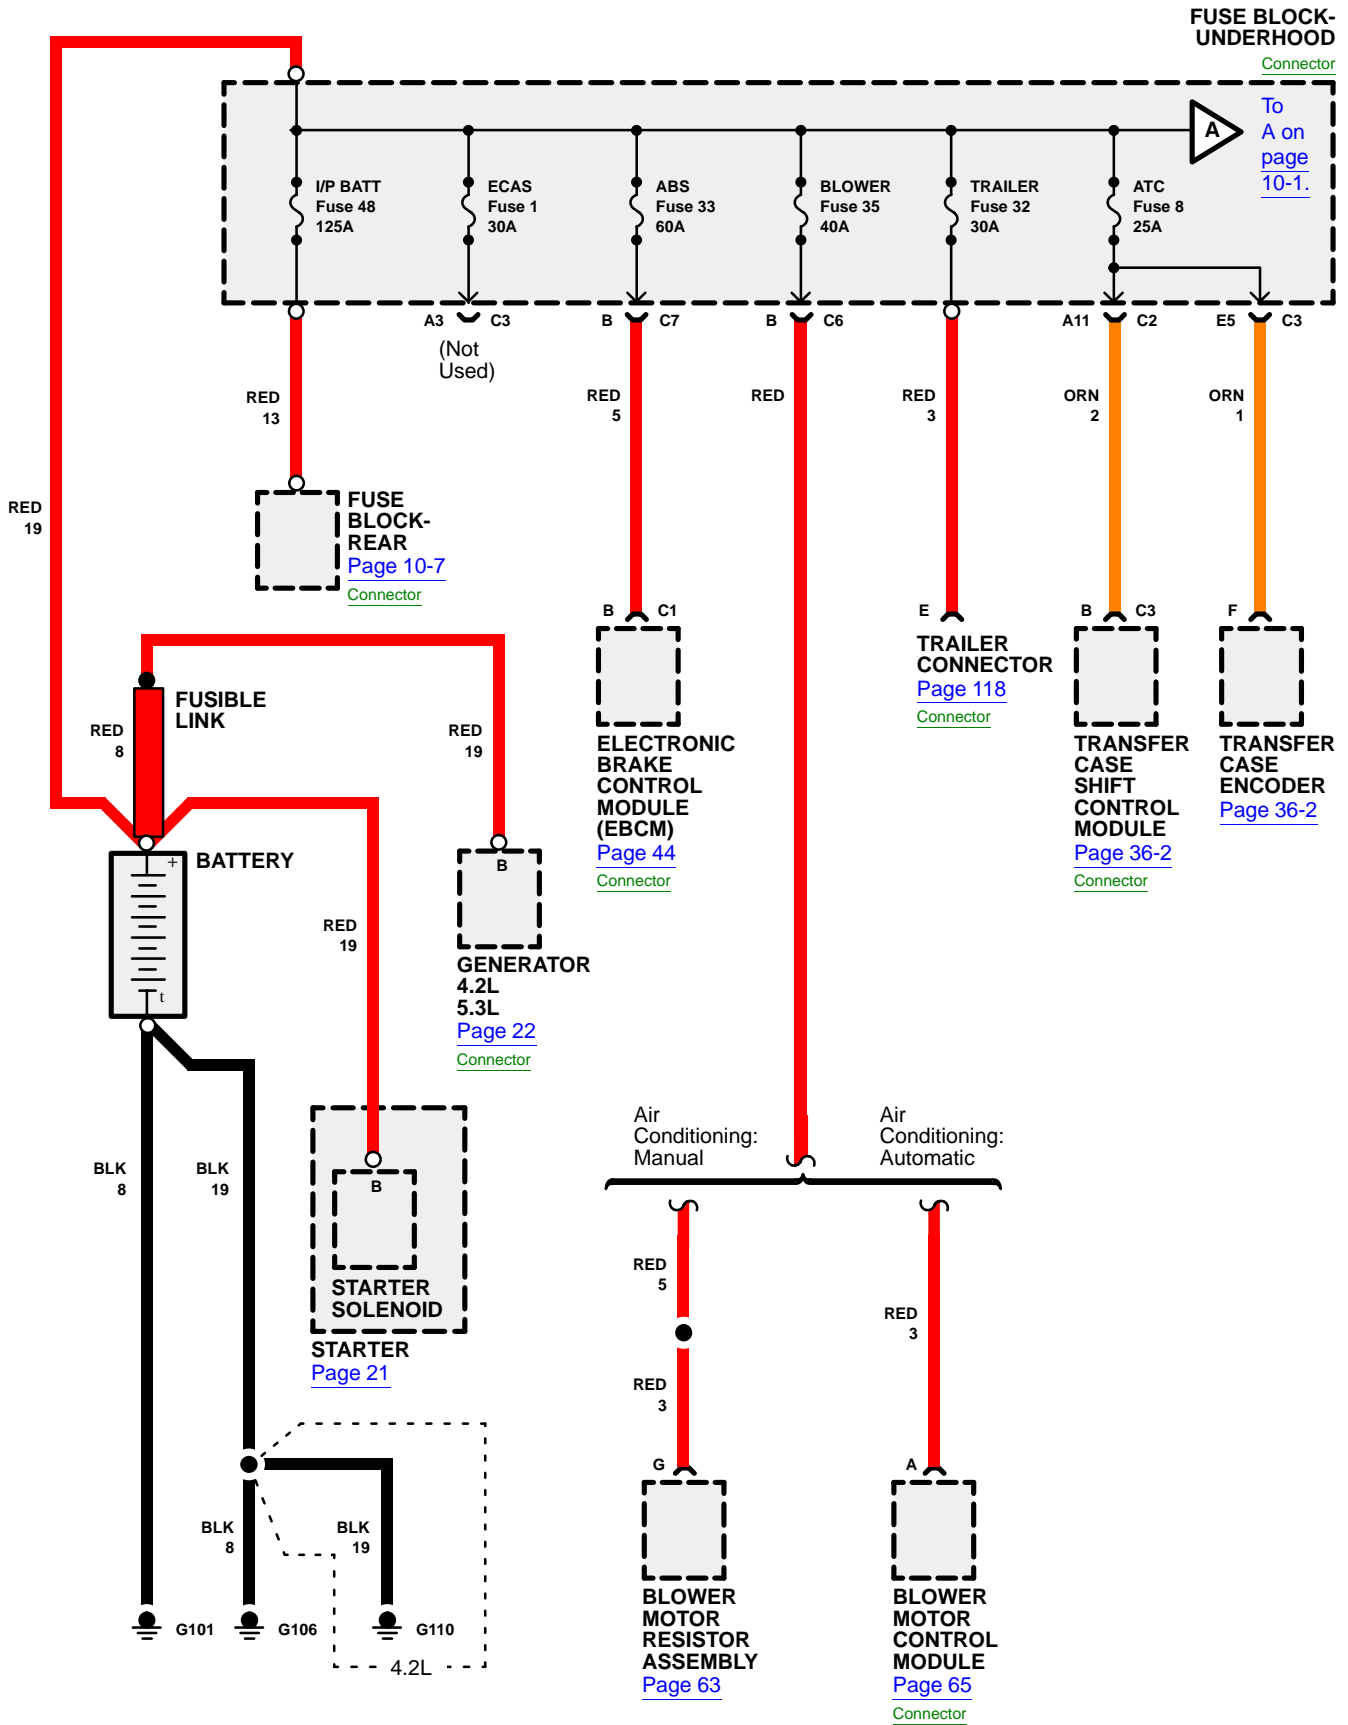 FUSE BLOCK-
UNDERHOOD
Connector
To
A on
page
10-1.
A
I/P BATT
Fuse 48
125A
ECAS
Fuse 1
30A
ABS
Fuse 33
60A
BLOWER
Fuse 35
40A
TRAILER
Fuse 32
30A
ATC
Fuse 8
25A
A3 C3
B C7
B C6
A11 C2
E5 C3
(Not
Used)
RED
13
RED
5
RED
RED
3
ORN
2
ORN
1
RED
19
FUSE
BLOCK-
REAR
Page 10-7
Connector
B C1
E
B C3
F
TRAILER
CONNECTOR
Page 118
Connector
FUSIBLE
LINK
RED
8
RED
19
ELECTRONIC
BRAKE
CONTROL
MODULE
(EBCM)
Page 44
Connector
TRANSFER
CASE
SHIFT
CONTROL
MODULE
Page 36-2
Connector
TRANSFER
CASE
ENCODER
Page 36-2
+
BATTERY
t
B
RED
19
GENERATOR
4.2L
5.3L
Page 22
Connector
Air
Conditioning:
Manual
Air
Conditioning:
Automatic
BLK
8
BLK
19
B
STARTER
SOLENOID
STARTER
Page 21
RED
5
RED
3
RED
3
G
A
BLK
8
BLK
19
G101
G106
G110
4.2L
BLOWER
MOTOR
RESISTOR
ASSEMBLY
Page 63
BLOWER
MOTOR
CONTROL
MODULE
Page 65
Connector